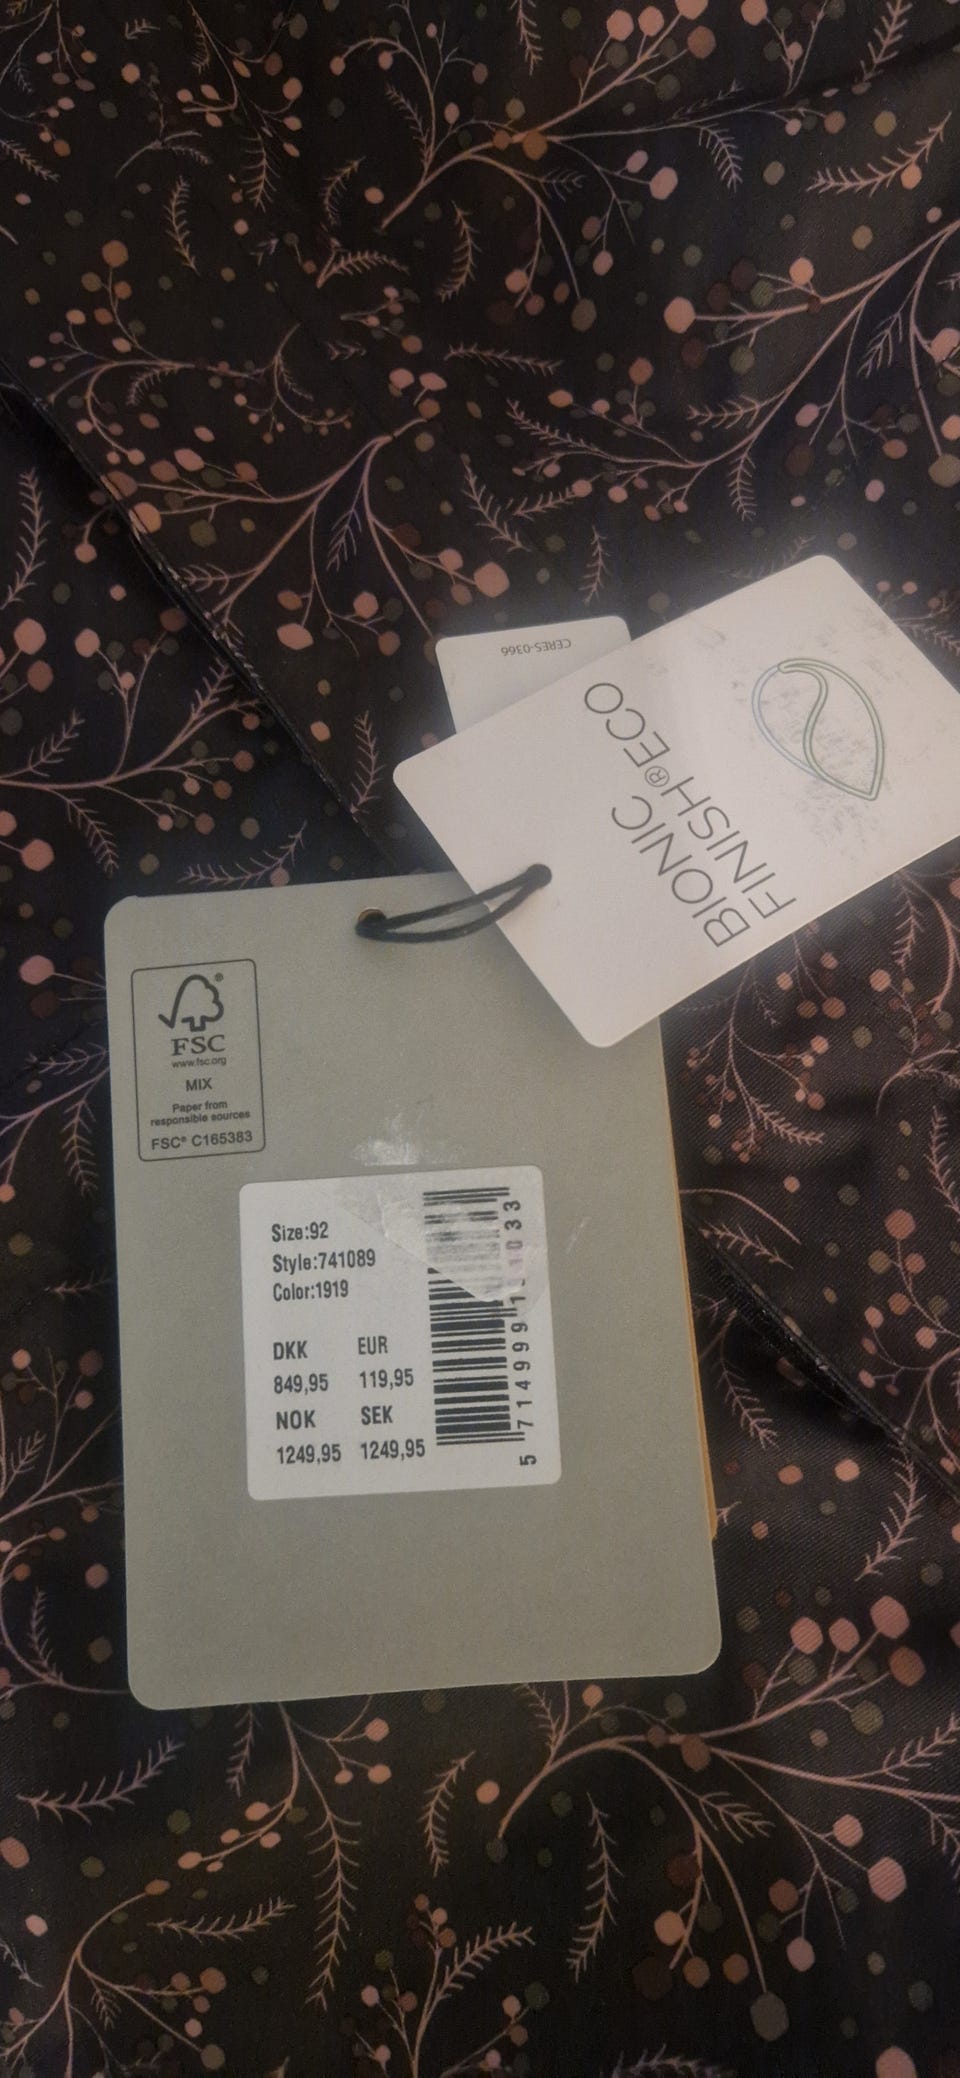 CERES-0366
BIONIC
FINISH®ECO
FSC®
www.fsc.org
MIX
Paper from
responsible sources
FSC® C165383
Size:92
Style:741089
Color:1919
DKK EUR
849,95 119,95
NOK SEK
1249,95 1249,95